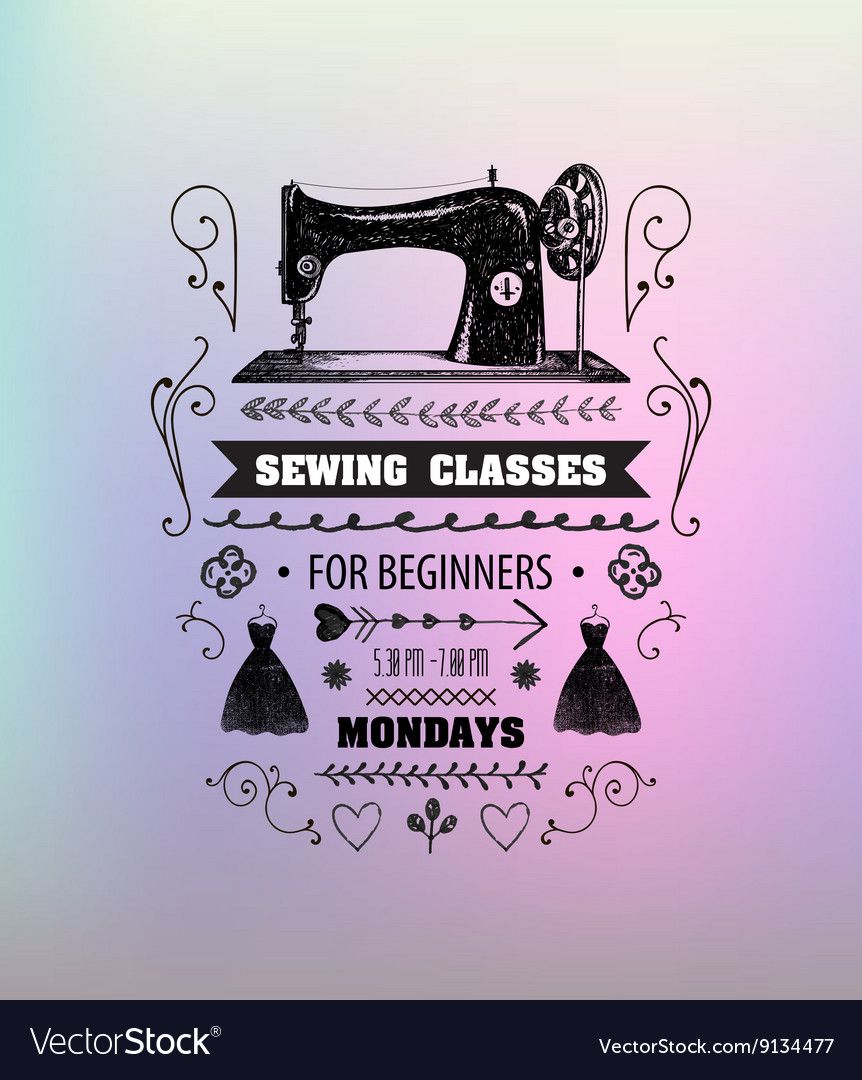 SEWING CLASSES
• FOR BEGINNERS •
5.30 PM -7.00 PM
MONDAYS
VectorStock®
VectorStock.com/9134477